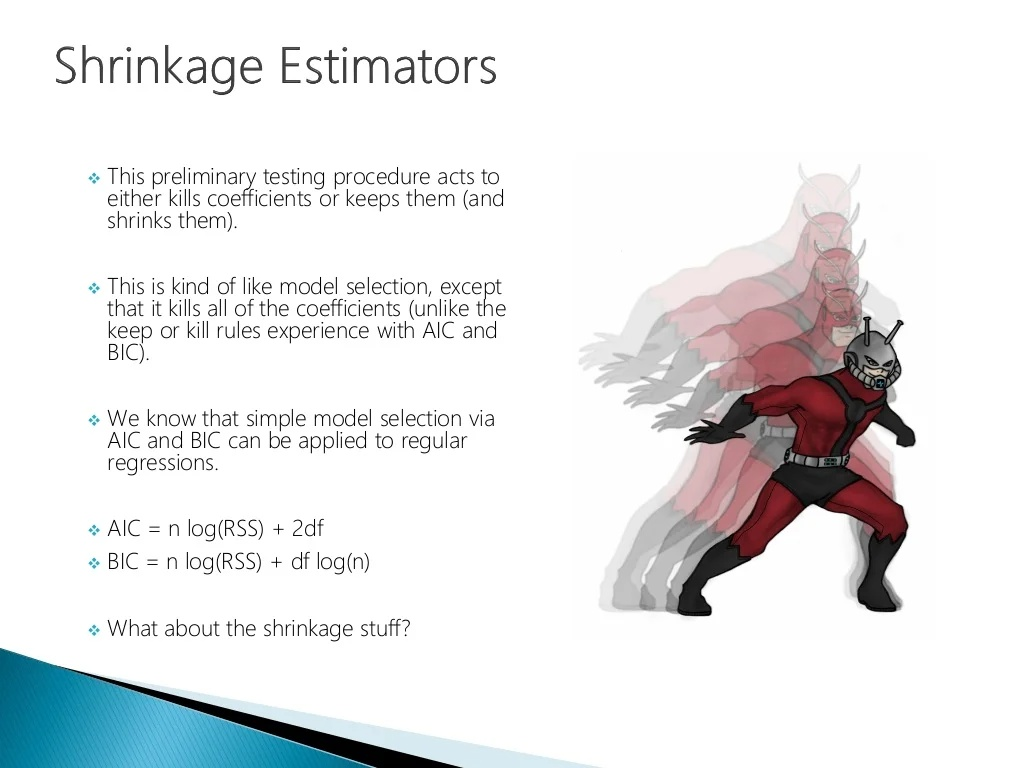 Shrinkage Estimators
This preliminary testing procedure acts to
either kills coefficients or keeps them (and
shrinks them).
This is kind of like model selection, except
that it kills all of the coefficients (unlike the
keep or kill rules experience with AIC and
BIC).
We know that simple model selection via
AIC and BIC can be applied to regular
regressions.
AIC = n log(RSS) + 2df
BIC = n log(RSS) + df log(n)
What about the shrinkage stuff?